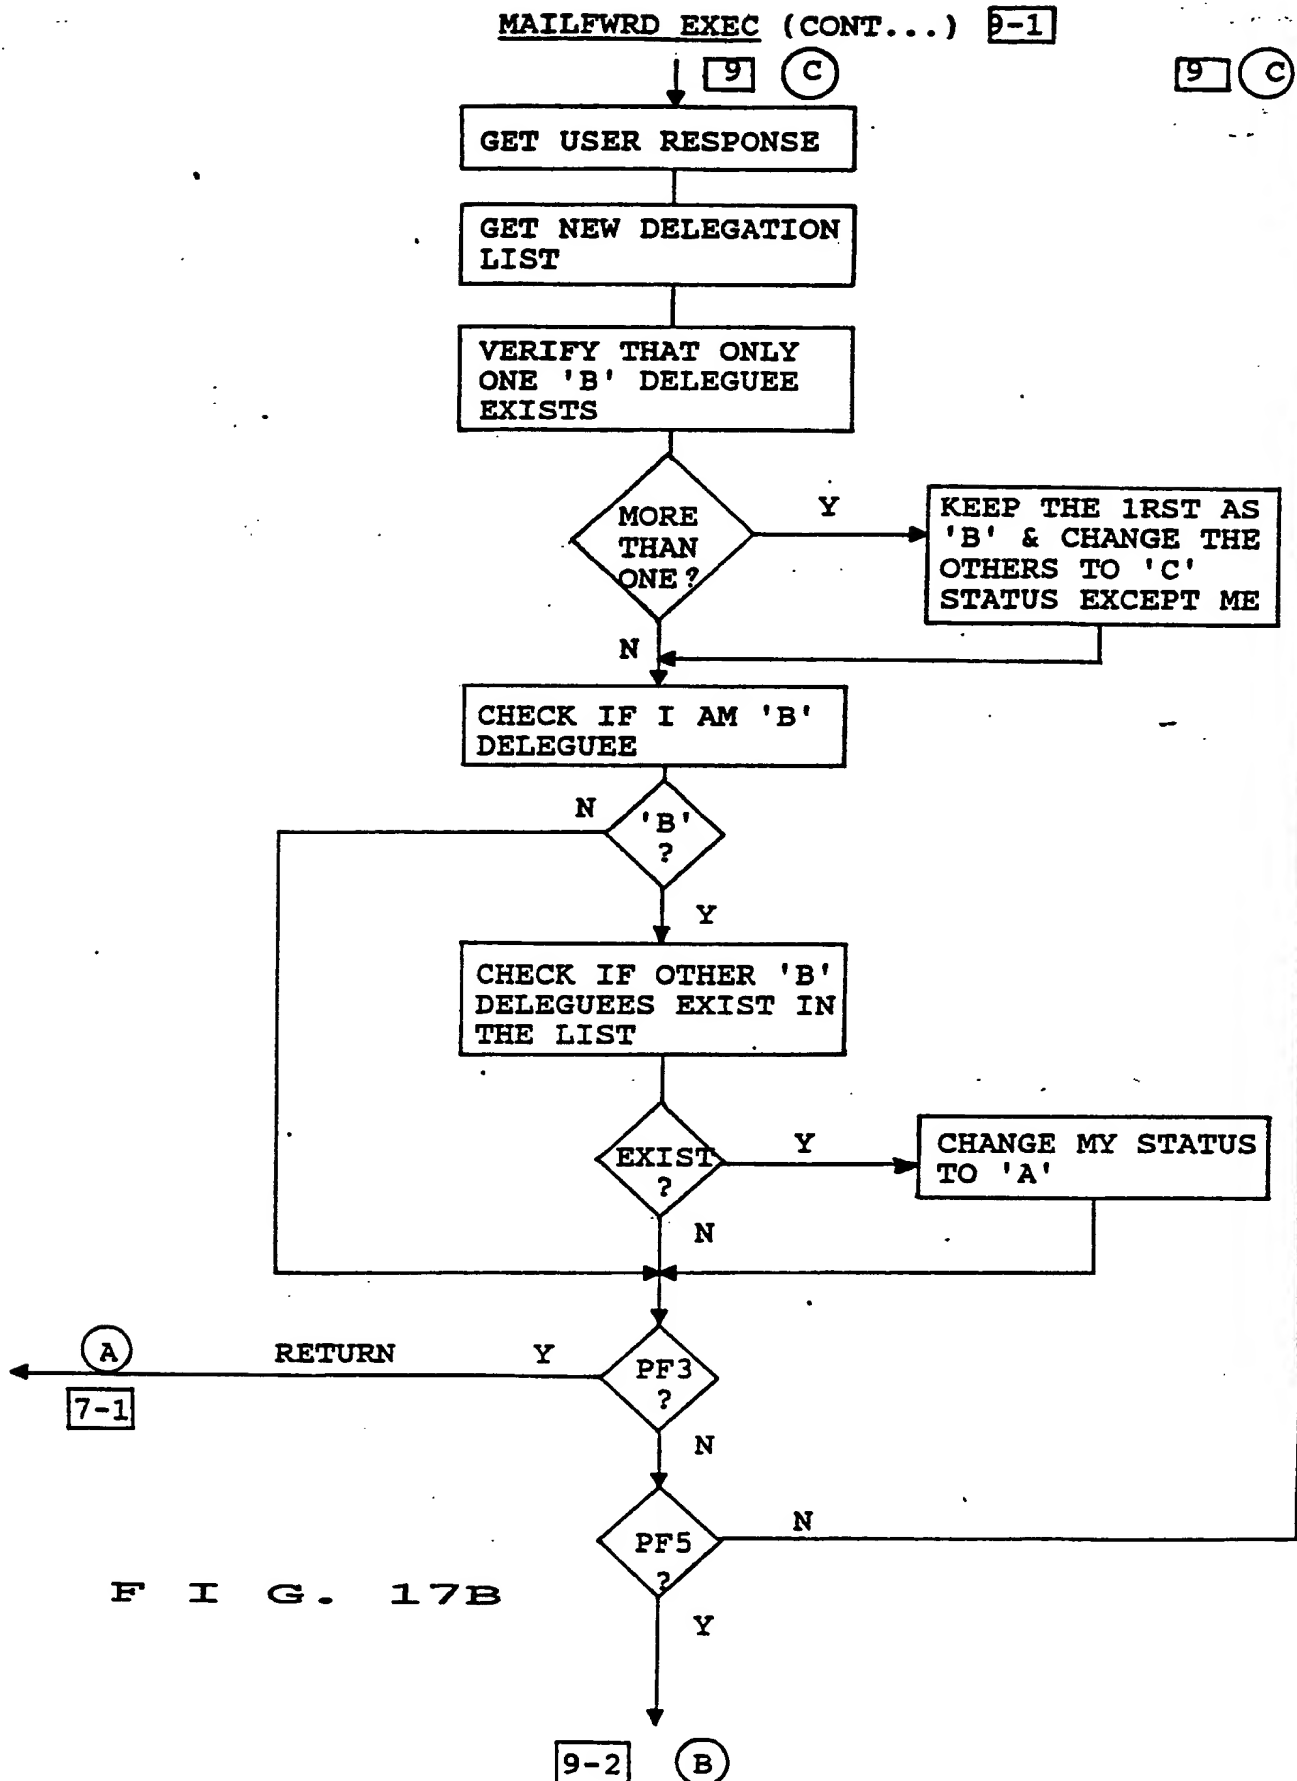 MAILFWRD EXEC (CONT...) 9-1
9 C
9 C
GET USER RESPONSE
GET NEW DELEGATION
LIST
VERIFY THAT ONLY
ONE 'B' DELEGUEE
EXISTS
MORE
THAN
ONE?
Y
KEEP THE 1RST AS
'B' & CHANGE THE
OTHERS TO 'C'
STATUS EXCEPT ME
N
CHECK IF I AM 'B'
DELEGUEE
N
'B'
?
Y
CHECK IF OTHER 'B'
DELEGUEES EXIST IN
THE LIST
EXIST
?
Y
CHANGE MY STATUS
TO 'A'
N
A
RETURN
Y
PF3
?
7-1
N
PF5
?
N
FIG. 17B
Y
9-2 B